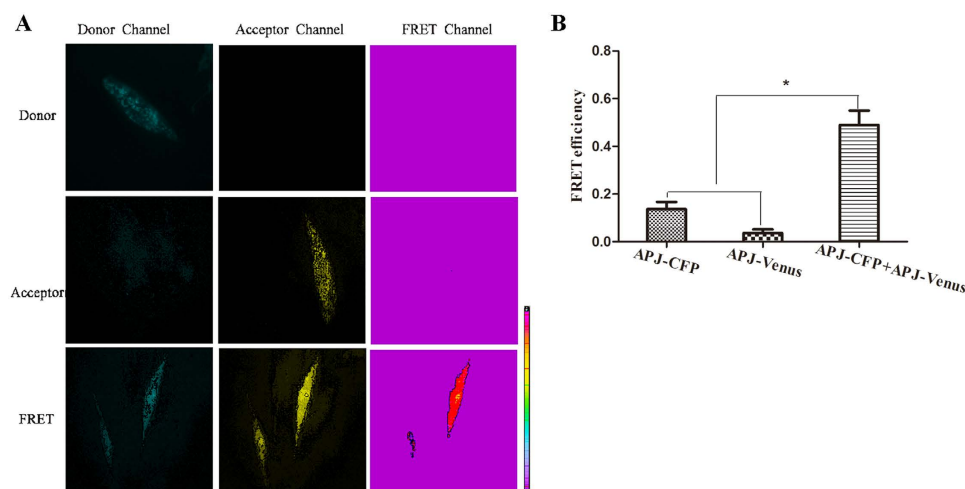 A
Donor Channel
Acceptor Channel
FRET Channel
Donor
Acceptor
FRET
B
FRET efficiency
0.8
0.6
0.4
0.2
0.0
*
APJ-CFP
APJ-Venus
APJ-CFP+APJ-Venus